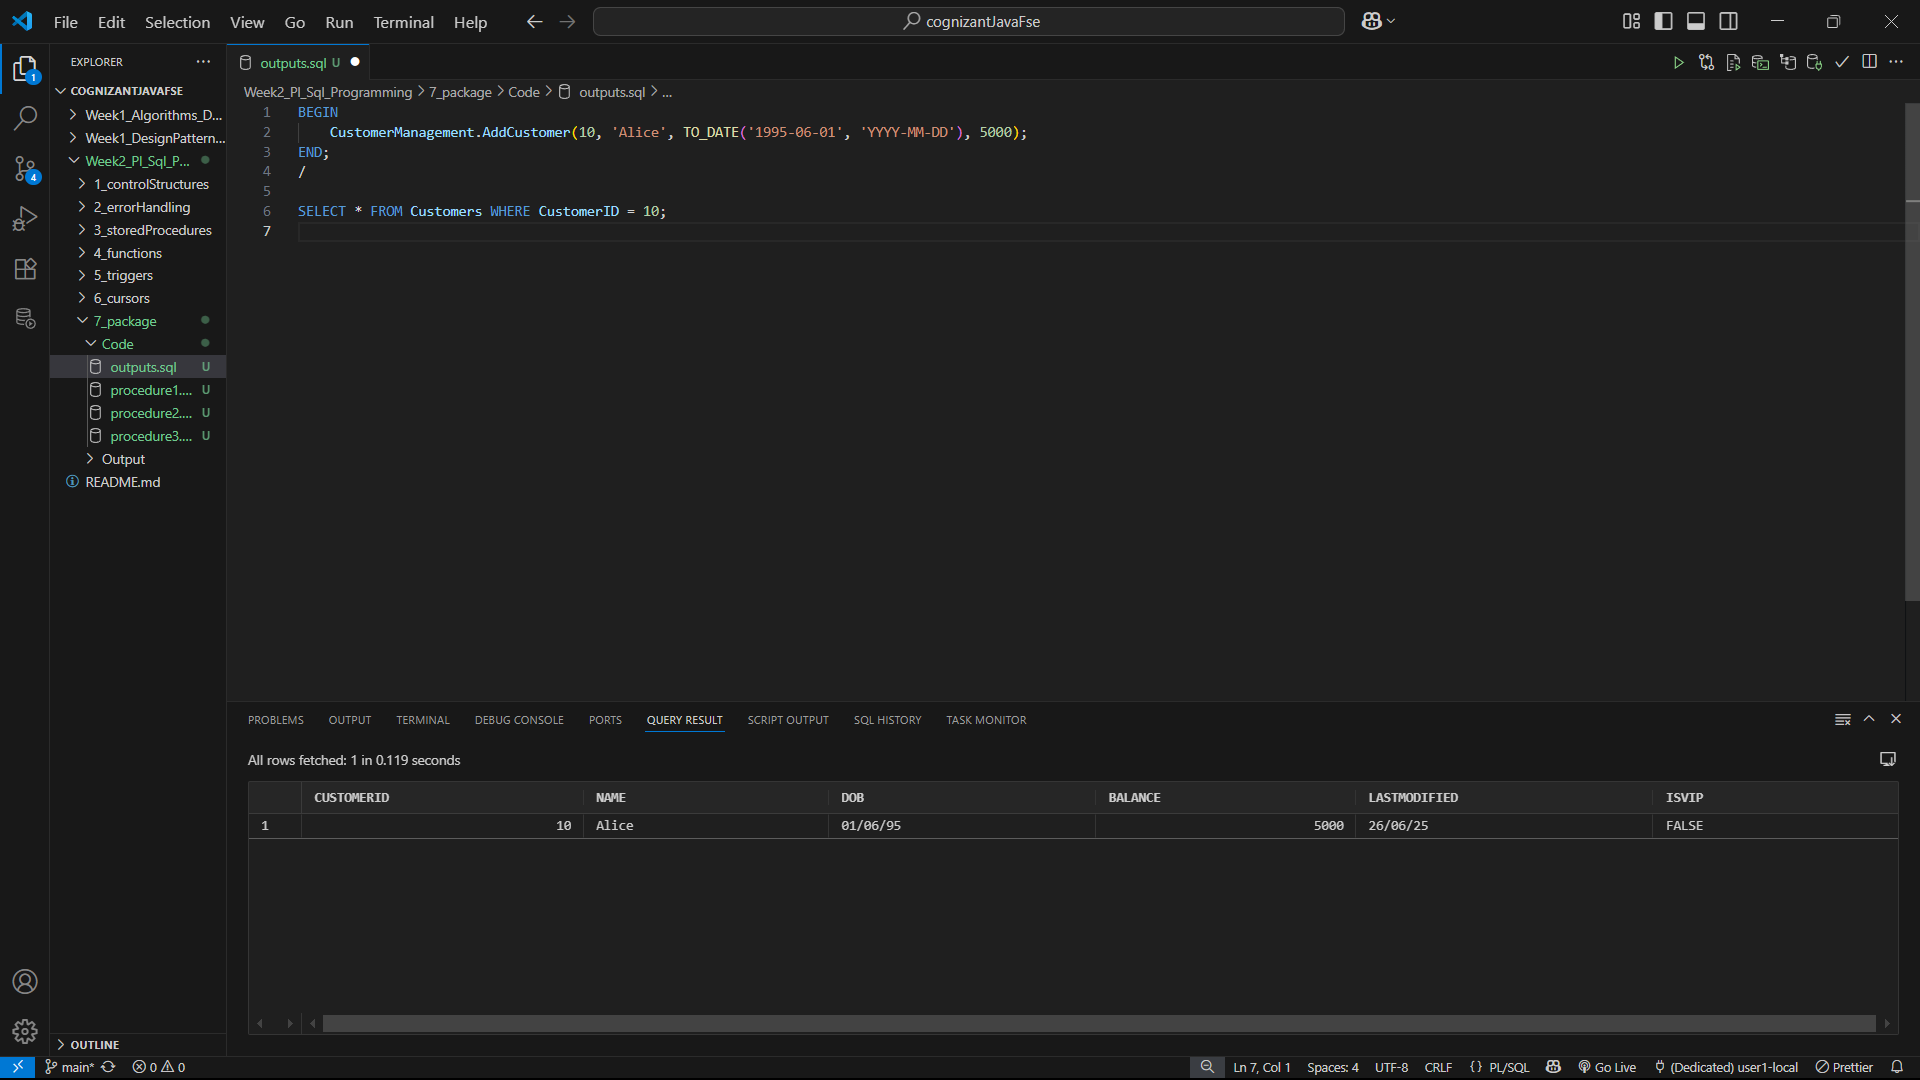 File Edit Selection View Go Run Terminal Help
cognizantJavaFse
EXPLORER
1
4
COGNIZANTJAVAFSE
Week1_Algorithms_D...
Week1_DesignPattern...
Week2_Pl_Sql_P...
1_controlStructures
2_errorHandling
3_storedProcedures
4_functions
5_triggers
6_cursors
7_package
Code
outputs.sql U
procedure1.... U
procedure2.... U
procedure3.... U
Output
README.md
OUTLINE
outputs.sql U
Week2_Pl_Sql_Programming > 7_package > Code > outputs.sql > ...
1 BEGIN
2 CustomerManagement.AddCustomer(10, 'Alice', TO_DATE('1995-06-01', 'YYYY-MM-DD'), 5000);
3 END;
4 /
5
6 SELECT * FROM Customers WHERE CustomerID = 10;
7
PROBLEMS OUTPUT TERMINAL DEBUG CONSOLE PORTS QUERY RESULT SCRIPT OUTPUT SQL HISTORY TASK MONITOR
All rows fetched: 1 in 0.119 seconds
CUSTOMERID NAME DOB BALANCE LASTMODIFIED ISVIP
1 10 Alice 01/06/95 5000 26/06/25 FALSE
main* 0 0 Ln 7, Col 1 Spaces: 4 UTF-8 CRLF {} PL/SQL Go Live (Dedicated) user1-local Prettier